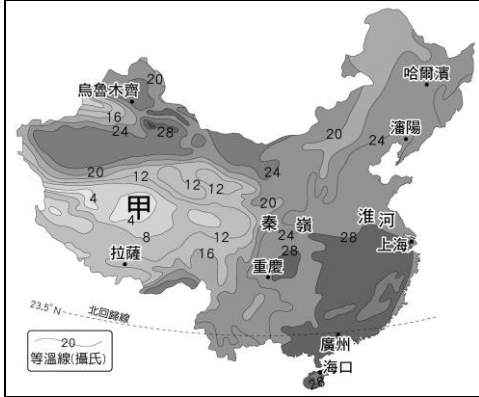 20
哈爾濱
烏魯木齊
16
24
28
20
24
瀋陽
20
12
24
12
12
4
甲
4
20
秦嶺
淮河
8
12
24
28
28
上海
拉薩
16
重慶
23.5°N
北回歸線
20
等溫線(攝氏)
廣州
海口
28